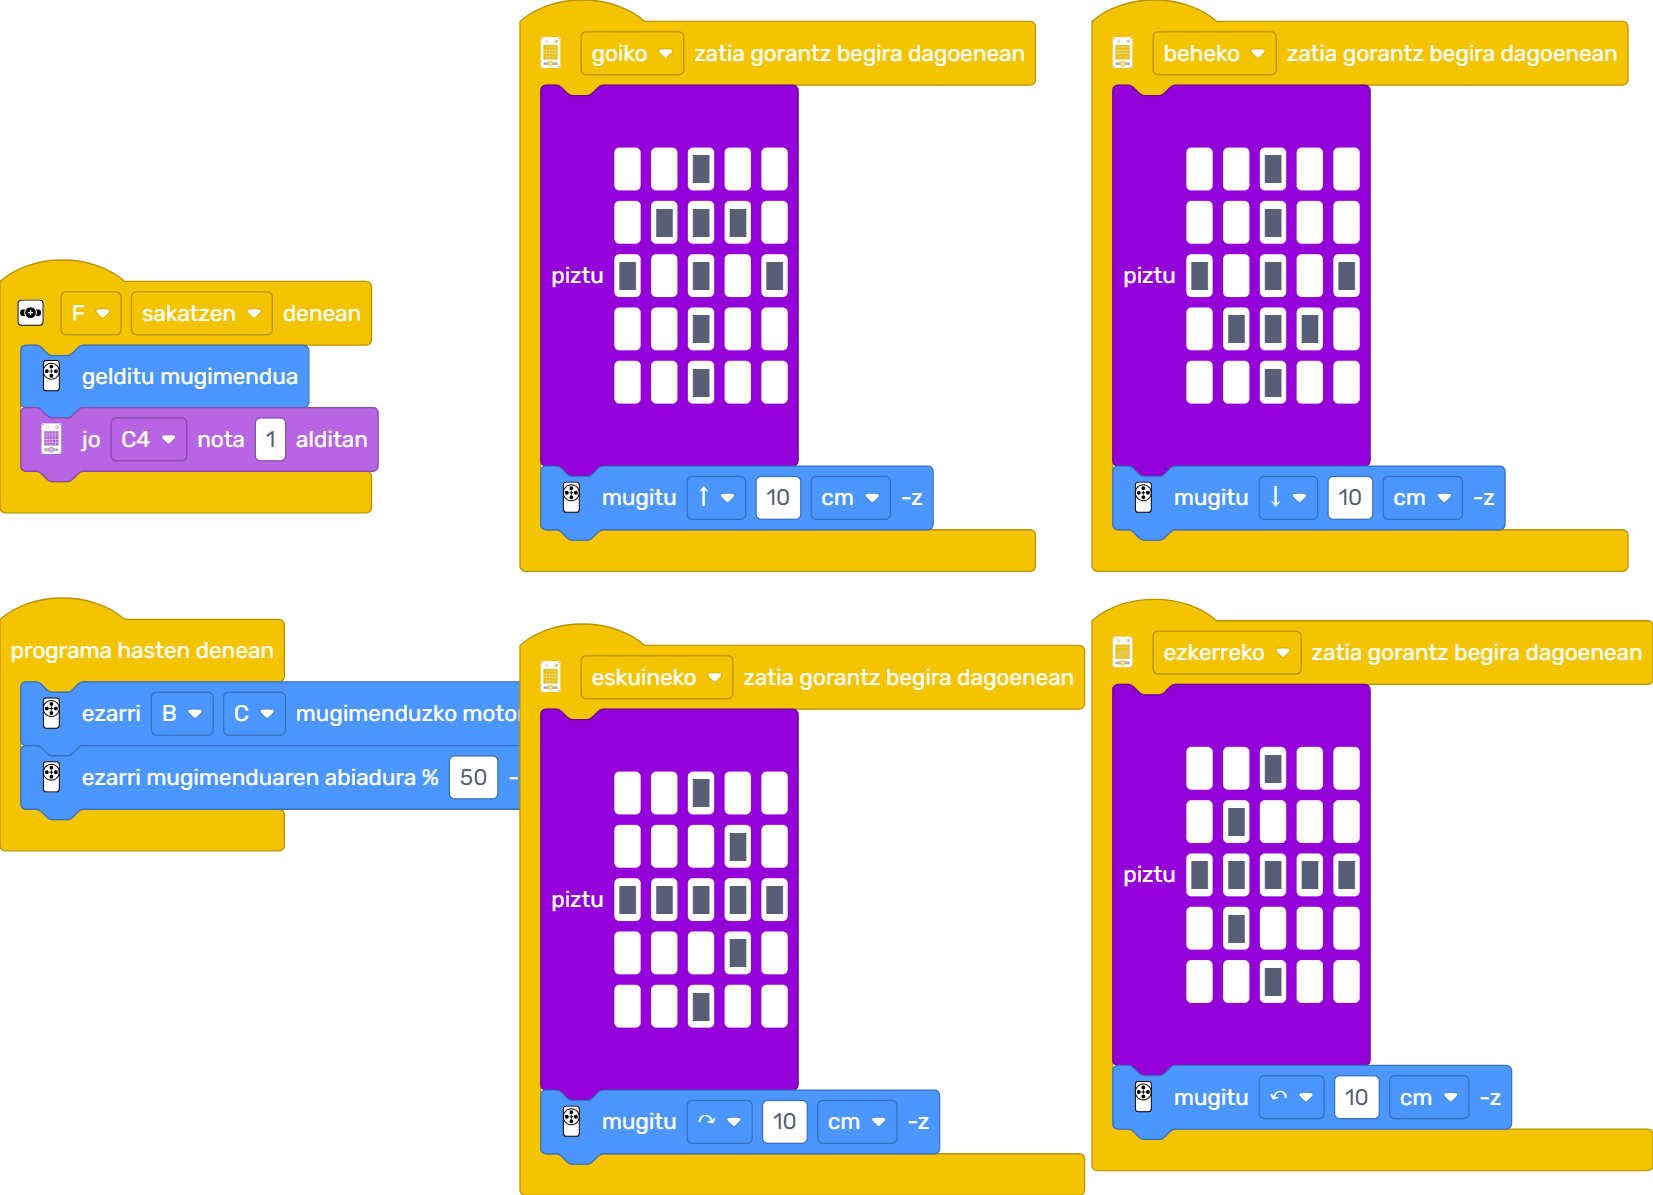 goiko zatia gorantz begira dagoenean
piztu
mugitu ↑ 10 cm -z
beheko zatia gorantz begira dagoenean
piztu
mugitu ↓ 10 cm -z
F sakatzen denean
gelditu mugimendua
jo C4 nota 1 alditan
programa hasten denean
ezarri B C mugimenduzko
ezarri mugimenduaren abiadura % 50 -
eskuineko zatia gorantz begira dagoenean
piztu
mugitu ↷ 10 cm -z
ezkerreko zatia gorantz begira dagoenean
piztu
mugitu ↶ 10 cm -z